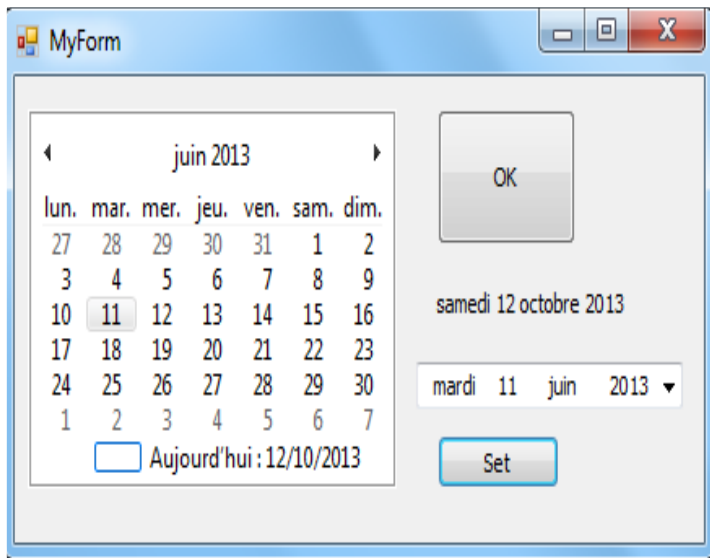 MyForm
juin 2013
lun. mar. mer. jeu. ven. sam. dim.
27 28 29 30 31 1 2
3 4 5 6 7 8 9
10 11 12 13 14 15 16
17 18 19 20 21 22 23
24 25 26 27 28 29 30
1 2 3 4 5 6 7
Aujourd'hui : 12/10/2013
OK
samedi 12 octobre 2013
mardi 11 juin 2013
Set